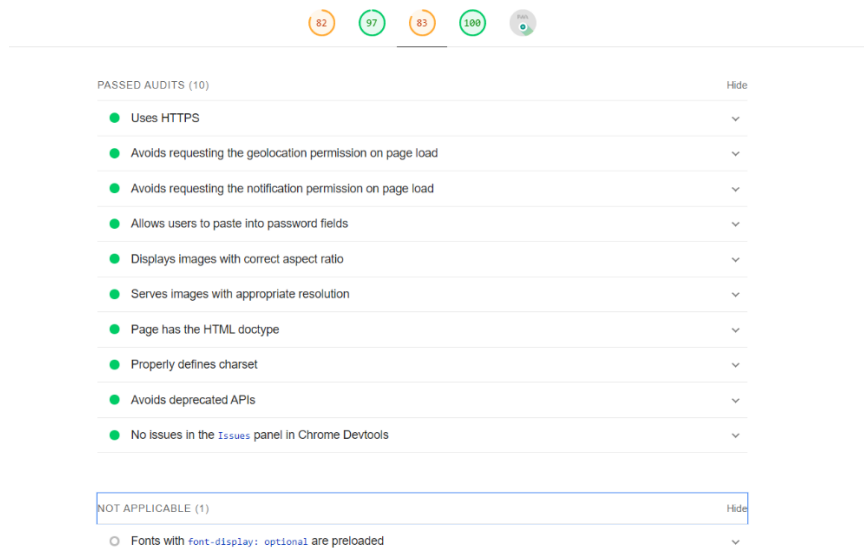 82 97 83 100 PWA
PASSED AUDITS (10) Hide
Uses HTTPS
Avoids requesting the geolocation permission on page load
Avoids requesting the notification permission on page load
Allows users to paste into password fields
Displays images with correct aspect ratio
Serves images with appropriate resolution
Page has the HTML doctype
Properly defines charset
Avoids deprecated APIs
No issues in the Issues panel in Chrome Devtools
NOT APPLICABLE (1) Hide
Fonts with font-display: optional are preloaded